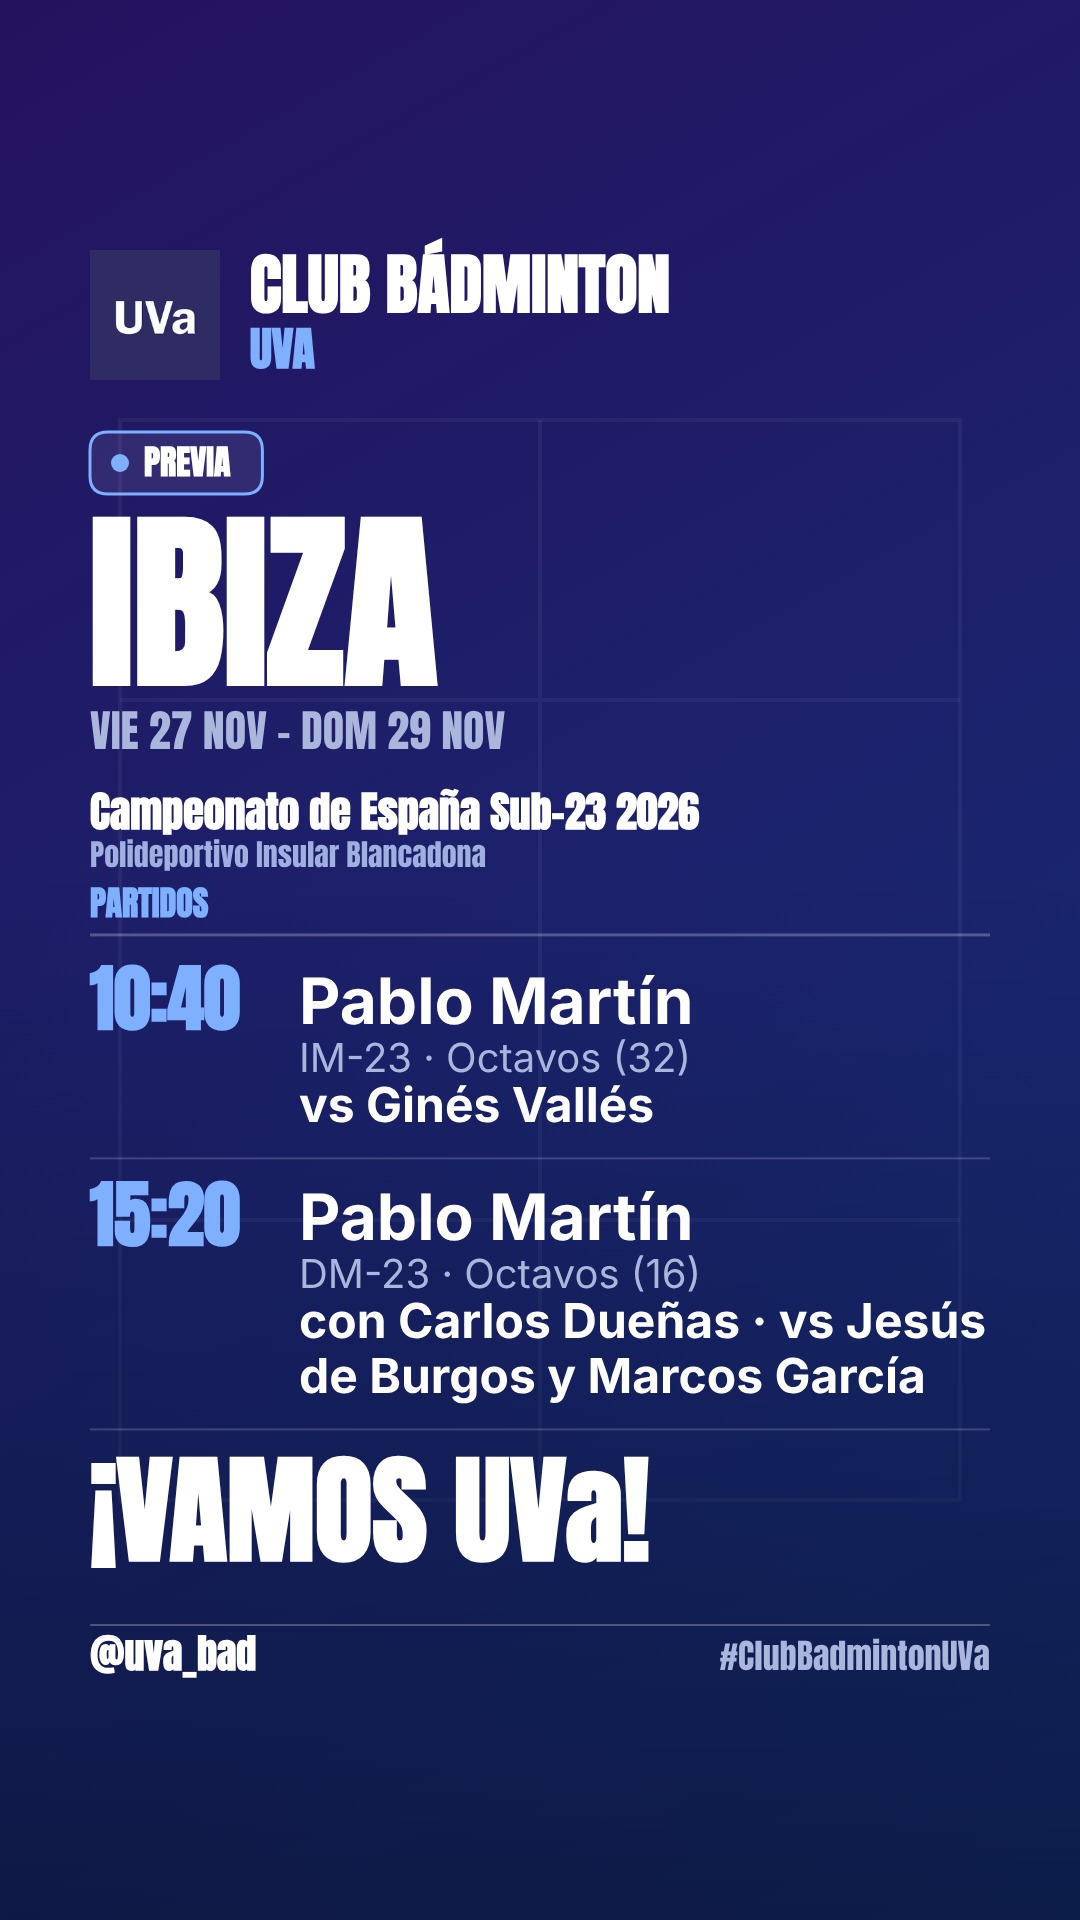 UVa
CLUB BÁDMINTON
UVA
PREVIA
IBIZA
VIE 27 NOV - DOM 29 NOV
Campeonato de España Sub-23 2026
Polideportivo Insular Blancadona
PARTIDOS
10:40
Pablo Martín
IM-23 · Octavos (32)
vs Ginés Vallés
15:20
Pablo Martín
DM-23 · Octavos (16)
con Carlos Dueñas · vs Jesús
de Burgos y Marcos García
¡VAMOS UVa!
@uva_bad
#ClubBadmintonUVa